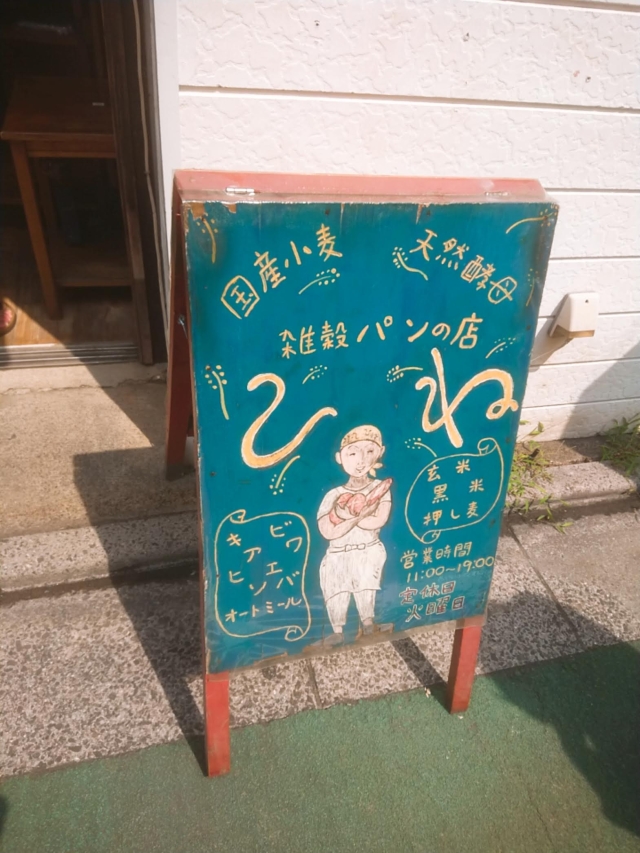 国産小麦
天然酵母
雑穀パンの店
ひね
玄米
黒米
押し麦
キビ
アワ
ヒエ
ソバ
オートミール
営業時間
11:00〜19:00
定休日
火曜日